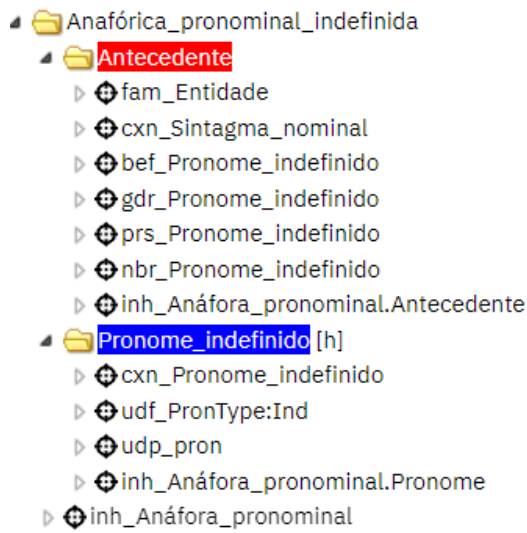 Anafórica_pronominal_indefinida
Antecedente
fam_Entidade
cxn_Sintagma_nominal
bef_Pronome_indefinido
gdr_Pronome_indefinido
prs_Pronome_indefinido
nbr_Pronome_indefinido
inh_Anáfora_pronominal.Antecedente
Pronome_indefinido [h]
cxn_Pronome_indefinido
udf_PronType:Ind
udp_pron
inh_Anáfora_pronominal.Pronome
inh_Anáfora_pronominal